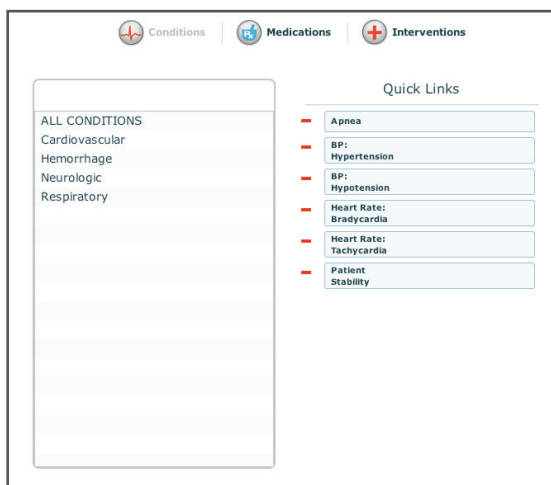 Conditions
Medications
Interventions
ALL CONDITIONS
Cardiovascular
Hemorrhage
Neurologic
Respiratory
Quick Links
Apnea
BP:
Hypertension
BP:
Hypotension
Heart Rate:
Bradycardia
Heart Rate:
Tachycardia
Patient
Stability